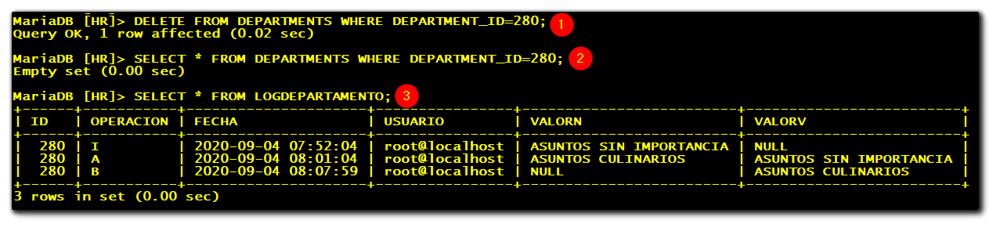 MariaDB [HR]> DELETE FROM DEPARTMENTS WHERE DEPARTMENT_ID=280; 1
Query OK, 1 row affected (0.02 sec)
MariaDB [HR]> SELECT * FROM DEPARTMENTS WHERE DEPARTMENT_ID=280; 2
Empty set (0.00 sec)
MariaDB [HR]> SELECT * FROM LOGDEPARTAMENTO; 3
+------+-----------+---------------------+----------------+-------------------------+-------------------------+
| ID   | OPERACION | FECHA               | USUARIO        | VALORN                  | VALORV                  |
+------+-----------+---------------------+----------------+-------------------------+-------------------------+
|  280 | I         | 2020-09-04 07:52:04 | root@localhost | ASUNTOS SIN IMPORTANCIA | NULL                    |
|  280 | A         | 2020-09-04 08:01:04 | root@localhost | ASUNTOS CULINARIOS      | ASUNTOS SIN IMPORTANCIA |
|  280 | B         | 2020-09-04 08:07:59 | root@localhost | NULL                    | ASUNTOS CULINARIOS      |
+------+-----------+---------------------+----------------+-------------------------+-------------------------+
3 rows in set (0.00 sec)